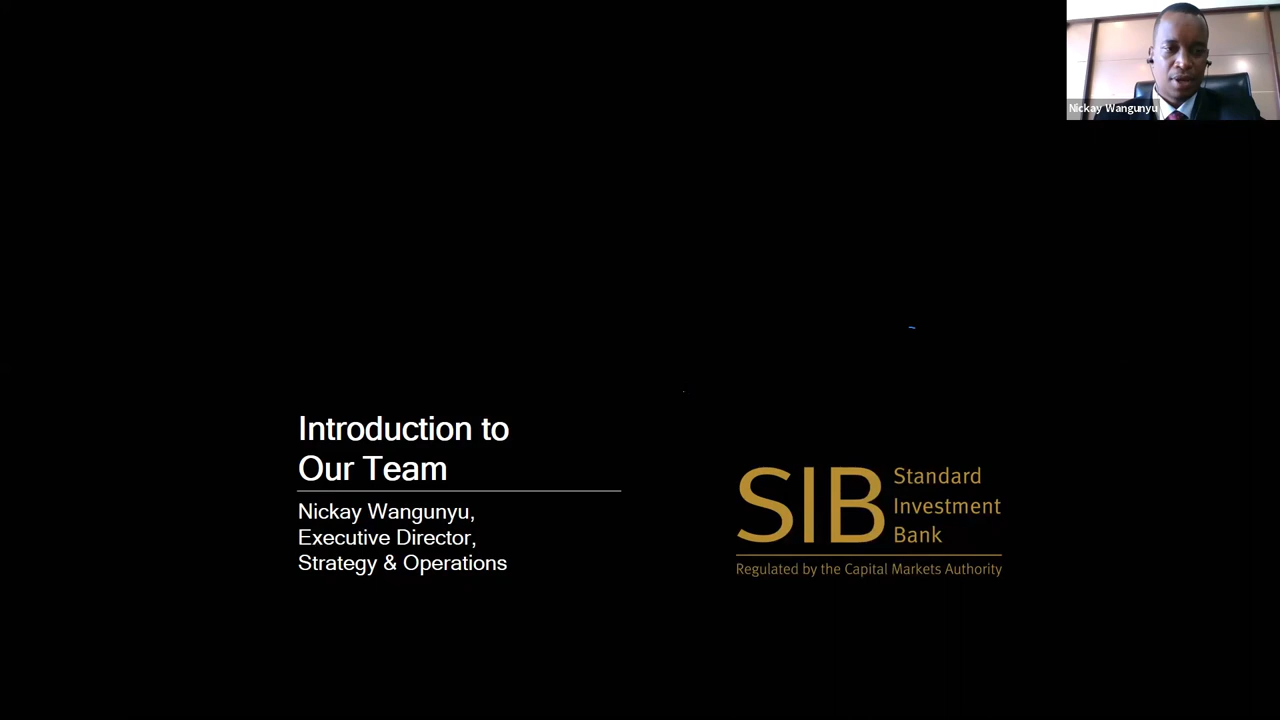 Nickay Wangunyu
Introduction to
Our Team
Nickay Wangunyu,
Executive Director,
Strategy & Operations
SIB
Standard
Investment
Bank
Regulated by the Capital Markets Authority